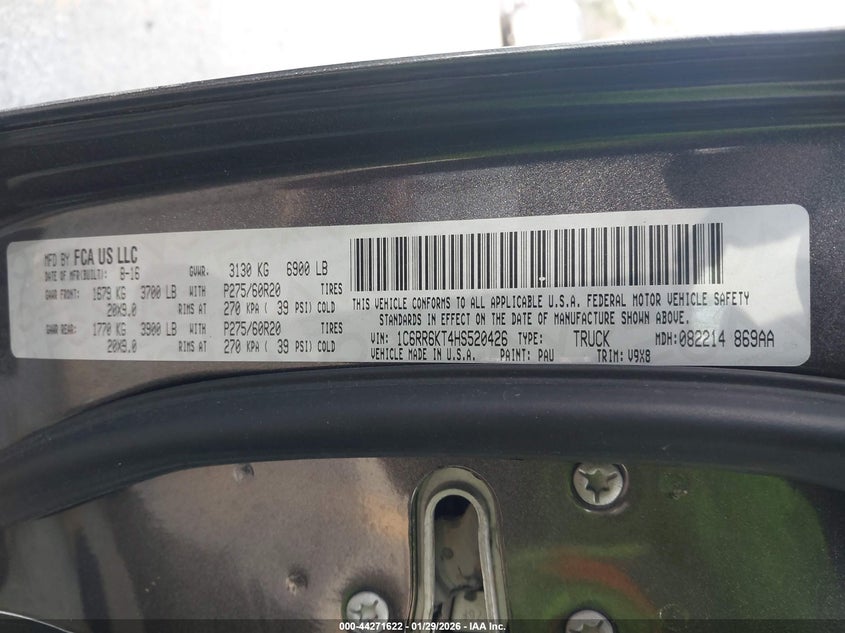 MFD BY FCA US LLC
DATE OF MFR(BUILT): 8-16 GVWR. 3130 KG 6900 LB
GAWR FRONT: 1679 KG 3700 LB WITH P275/60R20 TIRES
20X9.0 RIMS AT 270 KPA ( 39 PSI) COLD
GAWR REAR: 1770 KG 3900 LB WITH P275/60R20 TIRES
20X9.0 RIMS AT 270 KPA ( 39 PSI) COLD
THIS VEHICLE CONFORMS TO ALL APPLICABLE U.S.A. FEDERAL MOTOR VEHICLE SAFETY
STANDARDS IN EFFECT ON THE DATE OF MANUFACTURE SHOWN ABOVE.
VIN: 1C6RR6KT4HS520426 TYPE: TRUCK MDH:082214 869AA
VEHICLE MADE IN U.S.A. PAINT: PAU TRIM: V9X8
000-44271622 - 01/29/2026 - IAA Inc.